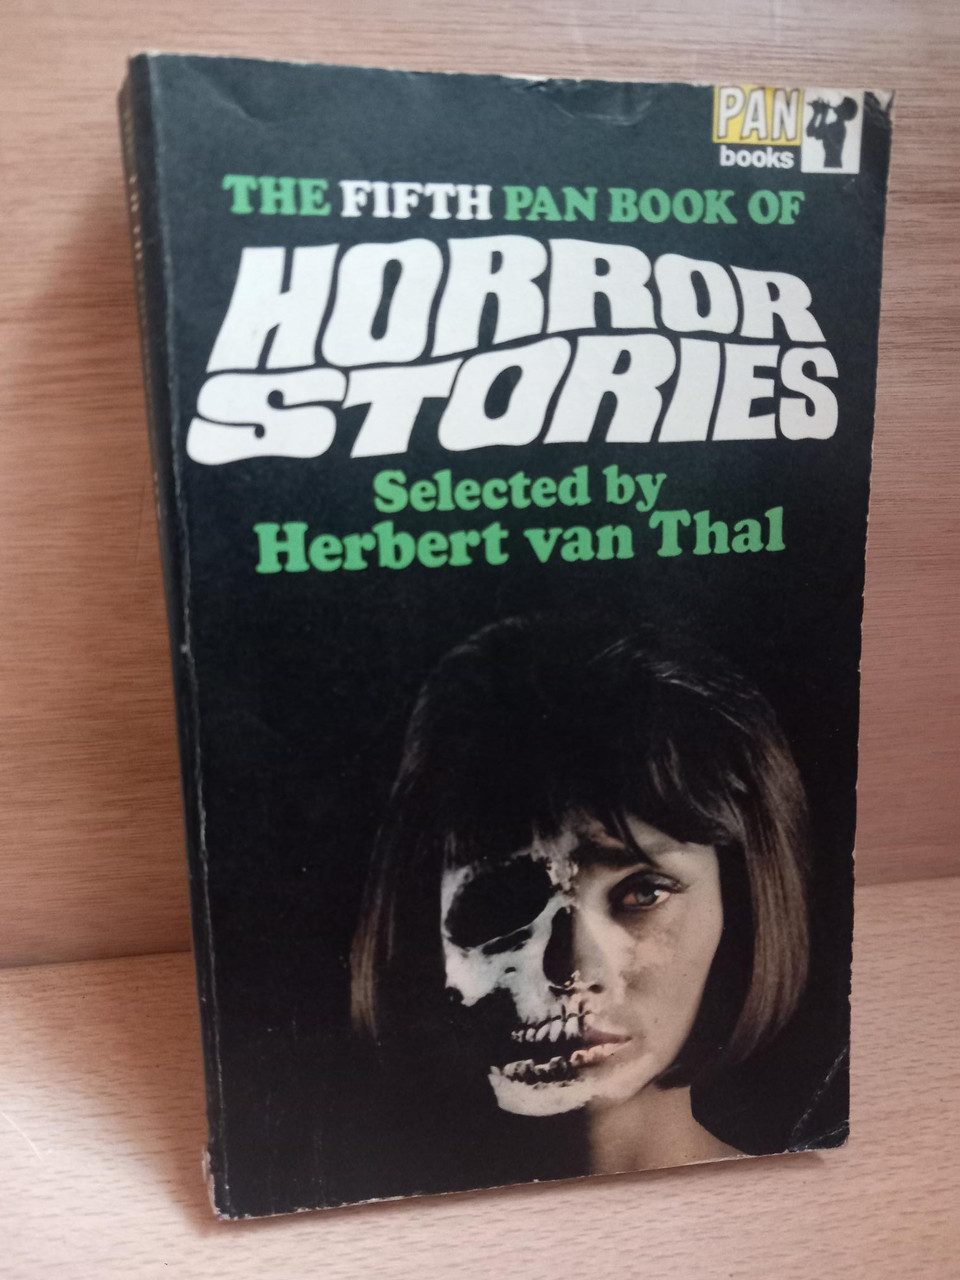 PAN
books
THE FIFTH PAN BOOK OF
HORROR
STORIES
Selected by
Herbert van Thal